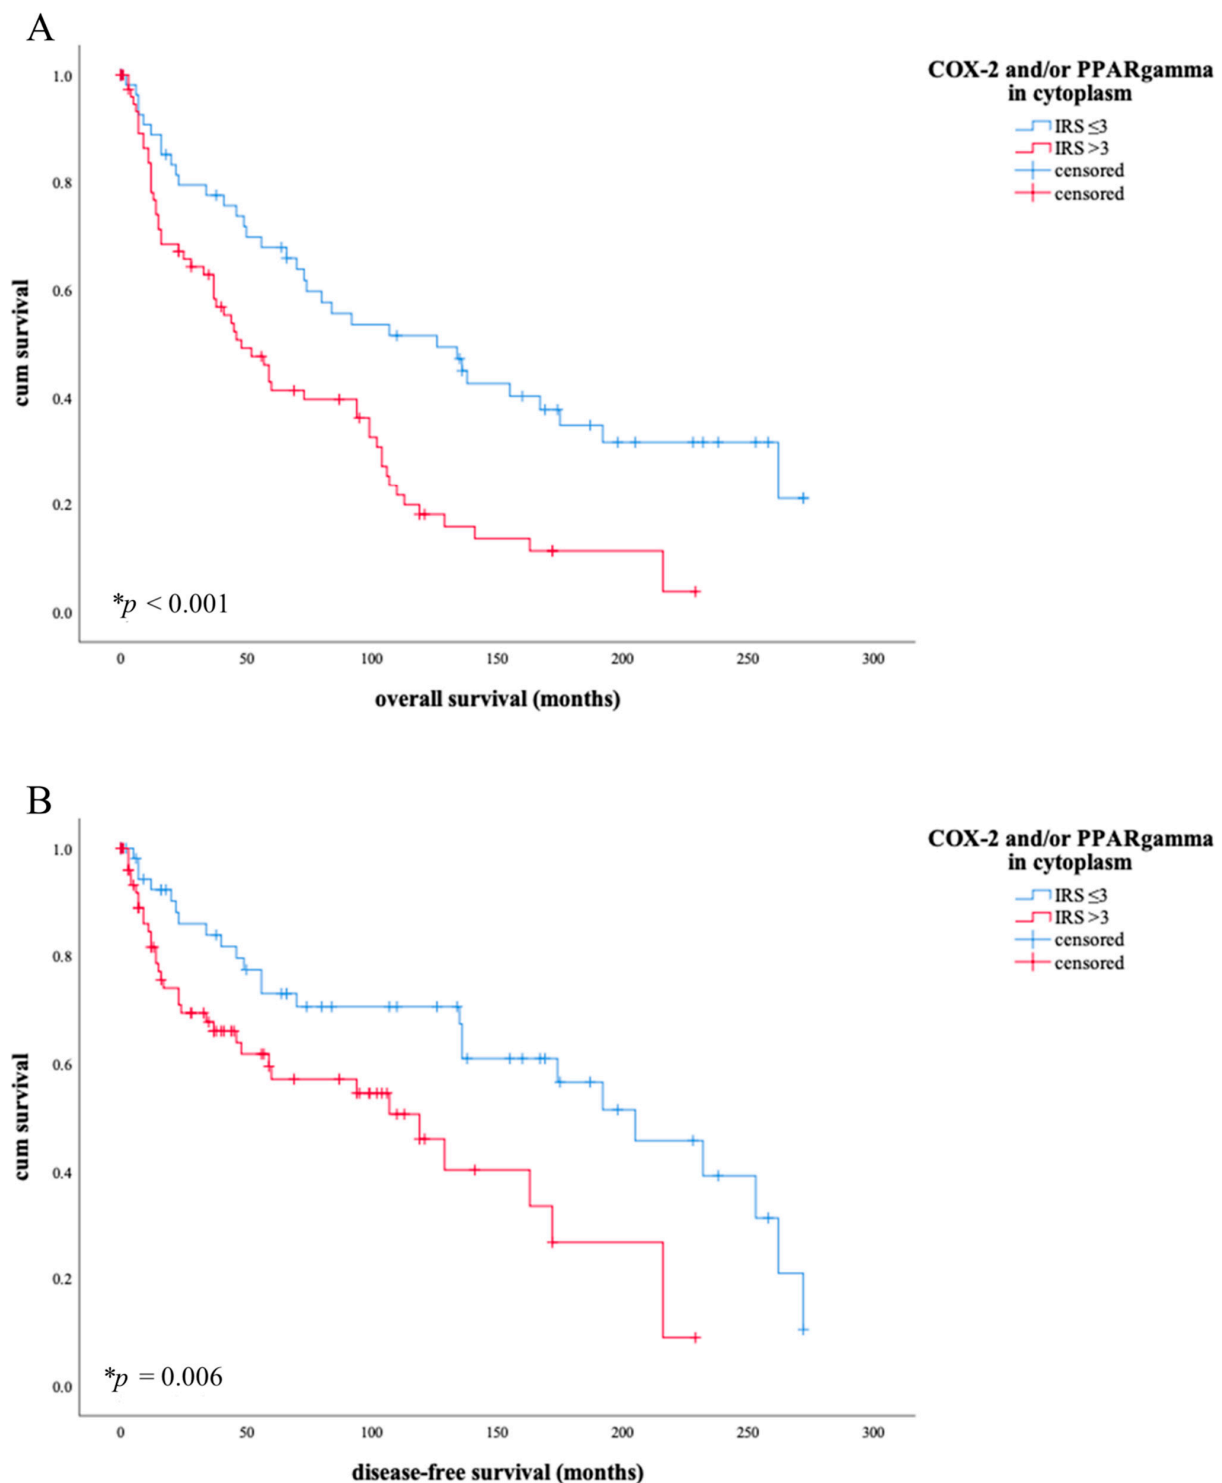 A
COX-2 and/or PPARgamma
in cytoplasm
IRS ≤3
IRS >3
censored
censored
1.0
0.8
0.6
0.4
0.2
0.0
cum survival
*p < 0.001
0 50 100 150 200 250 300
overall survival (months)
B
COX-2 and/or PPARgamma
in cytoplasm
IRS ≤3
IRS >3
censored
censored
1.0
0.8
0.6
0.4
0.2
0.0
cum survival
*p = 0.006
0 50 100 150 200 250 300
disease-free survival (months)